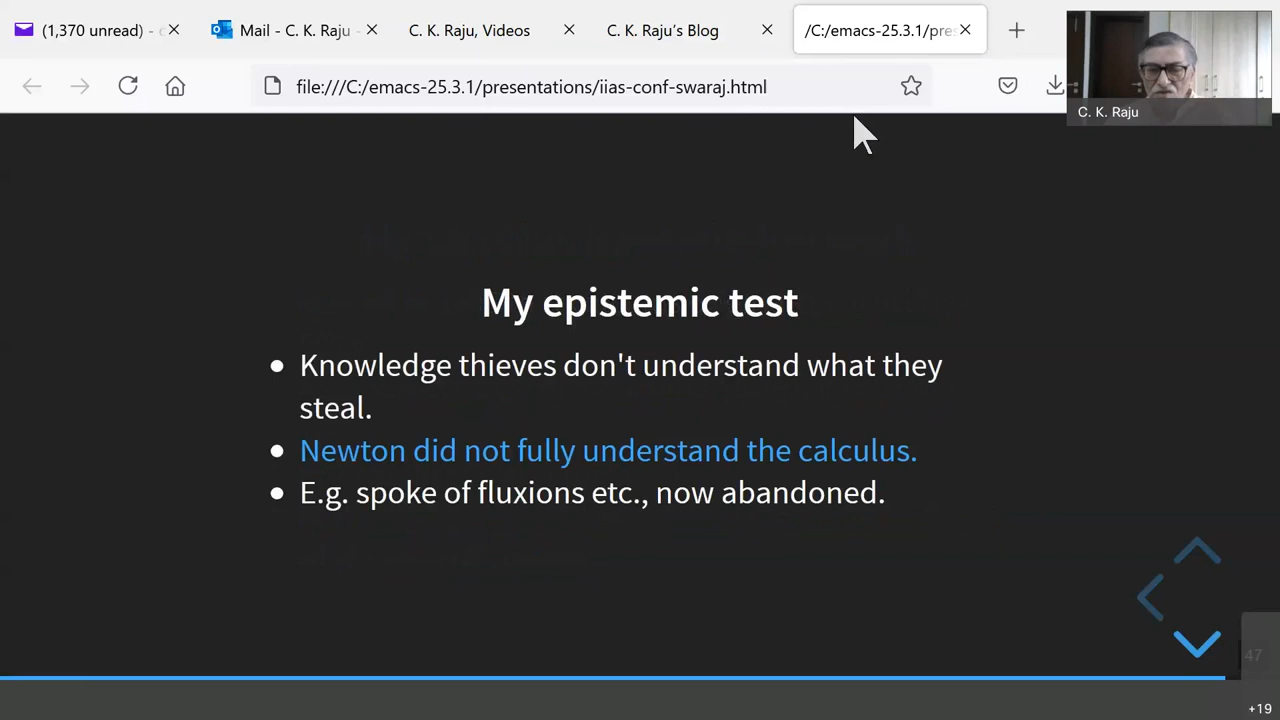 (1,370 unread) - c
Mail - C. K. Raju -
C. K. Raju, Videos
C. K. Raju's Blog
/C:/emacs-25.3.1/pres
file:///C:/emacs-25.3.1/presentations/iias-conf-swaraj.html
C. K. Raju
My epistemic test
Knowledge thieves don't understand what they
steal.
Newton did not fully understand the calculus.
E.g. spoke of fluxions etc., now abandoned.
47
+19